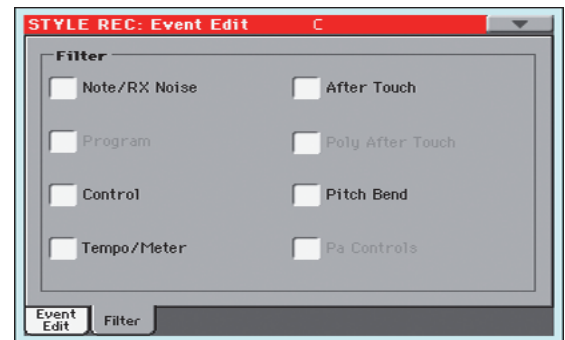 STYLE REC: Event Edit C
Filter
Note/RX Noise After Touch
Program Poly After Touch
Control Pitch Bend
Tempo/Meter Pa Controls
Event Edit Filter